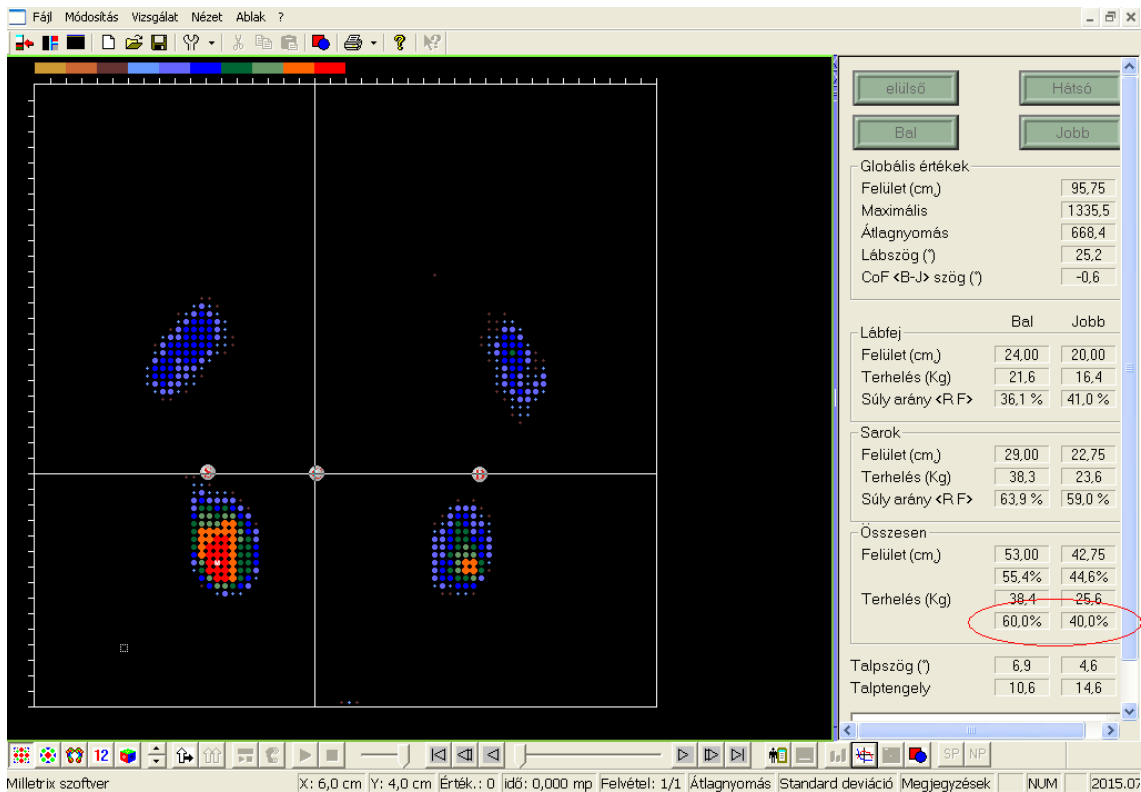 Fájl Módosítás Vizsgálat Nézet Ablak ?
elülső Hátsó
Bal Jobb
Globális értékek
Felület (cm,) 95,75
Maximális 1335,5
Átlagnyomás 668,4
Lábszög (°) 25,2
CoF <B-J> szög (°) -0,6
Bal Jobb
Lábfej
Felület (cm,) 24,00 20,00
Terhelés (Kg) 21,6 16,4
Súly arány <R F> 36,1 % 41,0 %
Sarok
Felület (cm,) 29,00 22,75
Terhelés (Kg) 38,3 23,6
Súly arány <R F> 63,9 % 59,0 %
Összesen
Felület (cm,) 53,00 42,75
55,4% 44,6%
Terhelés (Kg) 38,4 25,6
60,0% 40,0%
Talpszög (°) 6,9 4,6
Talptengely 10,6 14,6
M
12
SP NP
Milletrix szoftver X: 6,0 cm Y: 4,0 cm Érték.: 0 idő: 0,000 mp Felvétel: 1/1 Átlagnyomás Standard deviáció Megjegyzések NUM 2015.07